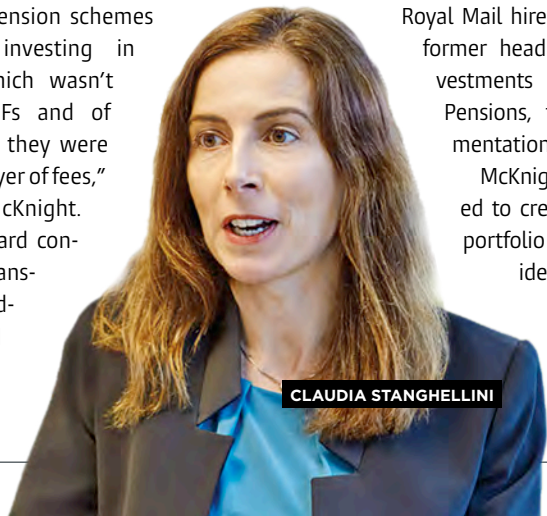 ension schemes
investing in
hich wasn't
Fs and of
they were
yer of fees,"
cKnight.
ard con-
ans-
d-
Royal Mail hire
former head
vestments
Pensions,
mentation
McKnig
ed to cre
portfolio
ide
CLAUDIA STANGHELLINI